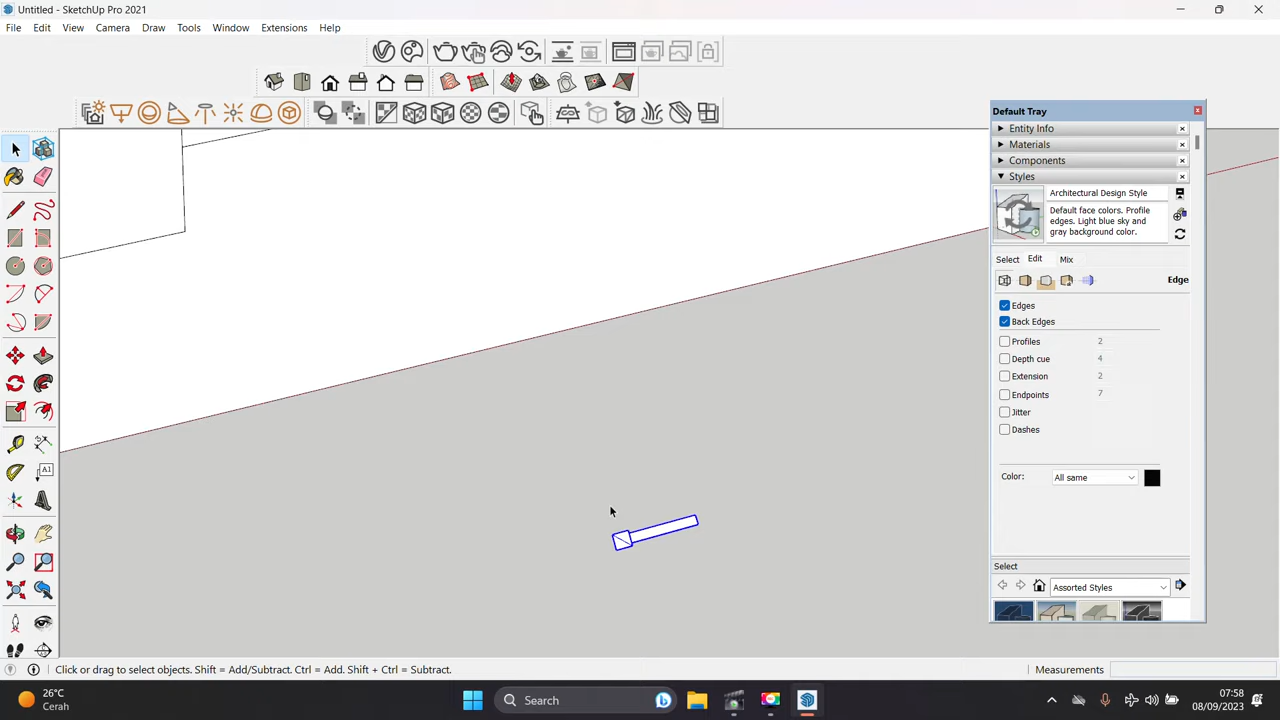 Untitled - SketchUp Pro 2021
File Edit View Camera Draw Tools Window Extensions Help
Default Tray
Entity Info
Materials
Components
Styles
Architectural Design Style
Default face colors. Profile
edges. Light blue sky and
gray background color.
Select Edit Mix
Edge
Edges
Back Edges
Profiles 2
Depth cue 4
Extension 2
Endpoints 7
Jitter
Dashes
A1
Color: All same
Select
Assorted Styles
Click or drag to select objects. Shift = Add/Subtract. Ctrl = Add. Shift + Ctrl = Subtract.
Measurements
26°C
Cerah
Search
07:58
08/09/2023